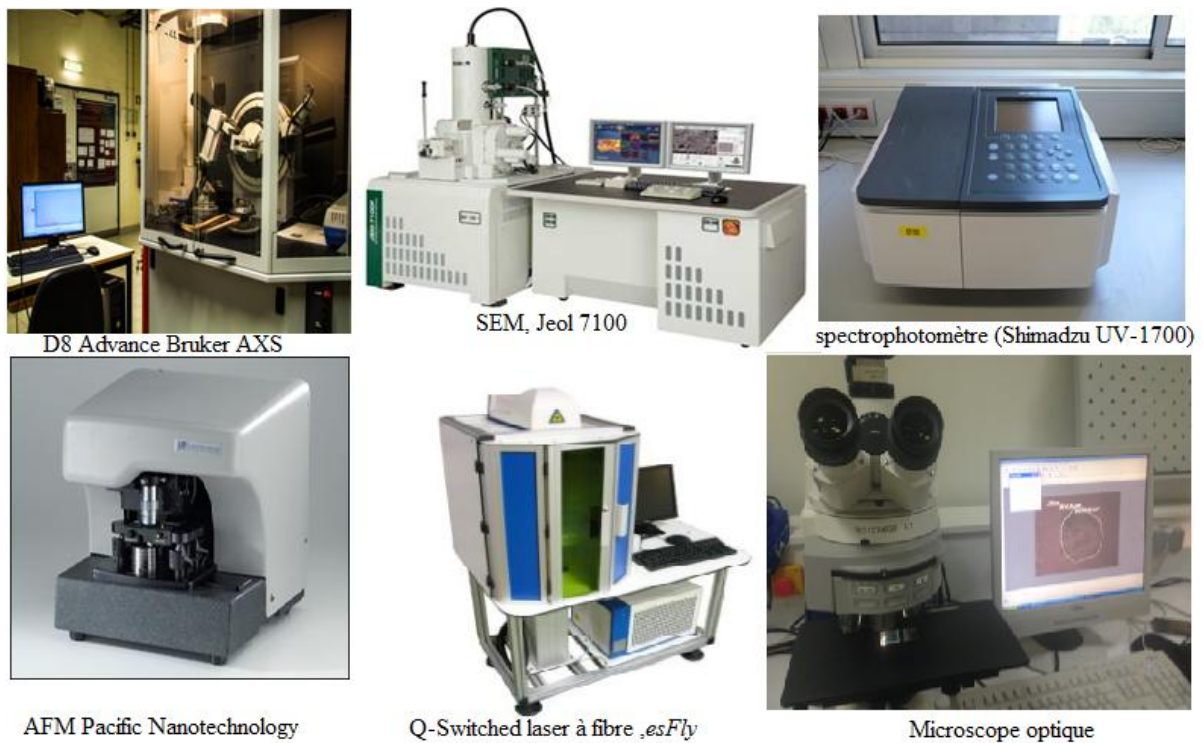 D8 Advance Bruker AXS
SEM, Jeol 7100
spectrophotomètre (Shimadzu UV-1700)
AFM Pacific Nanotechnology
Q-Switched laser à fibre ,esFly
Microscope optique